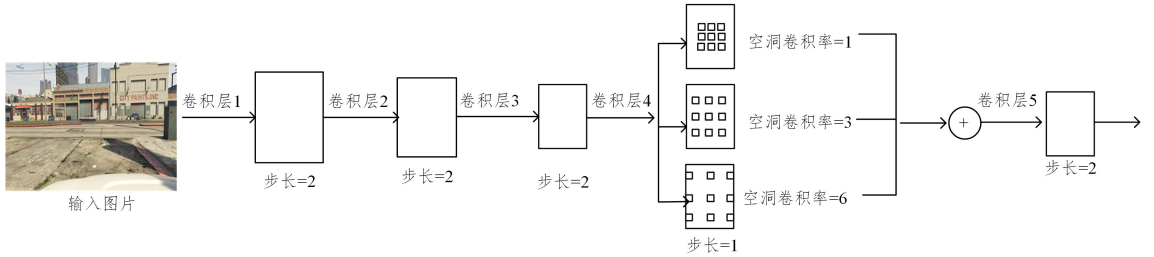 CITY PAINTS,INC
输入图片
卷积层1
步长=2
卷积层2
步长=2
卷积层3
步长=2
卷积层4
空洞卷积率=1
空洞卷积率=3
空洞卷积率=6
步长=1
+
卷积层5
步长=2